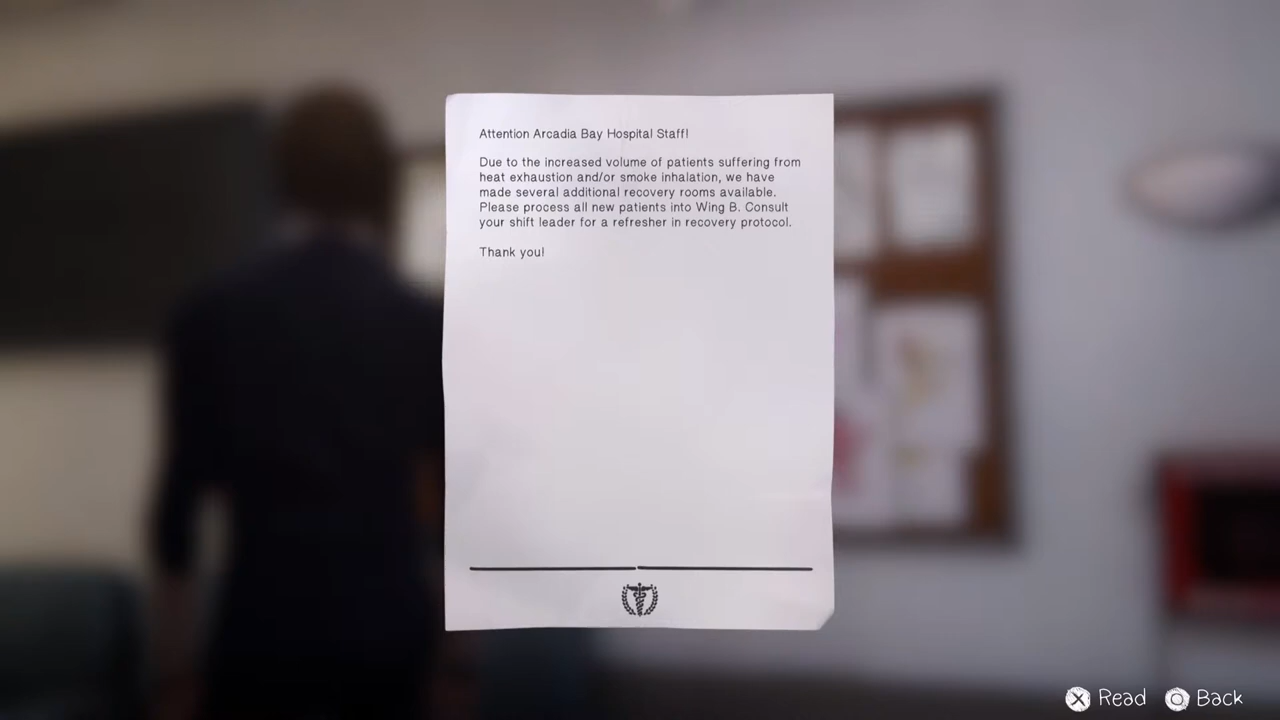 Attention Arcadia Bay Hospital Staff!
Due to the increased volume of patients suffering from
heat exhaustion and/or smoke inhalation, we have
made several additional recovery rooms available.
Please process all new patients into Wing B. Consult
your shift leader for a refresher in recovery protocol.
Thank you!
Read
Back